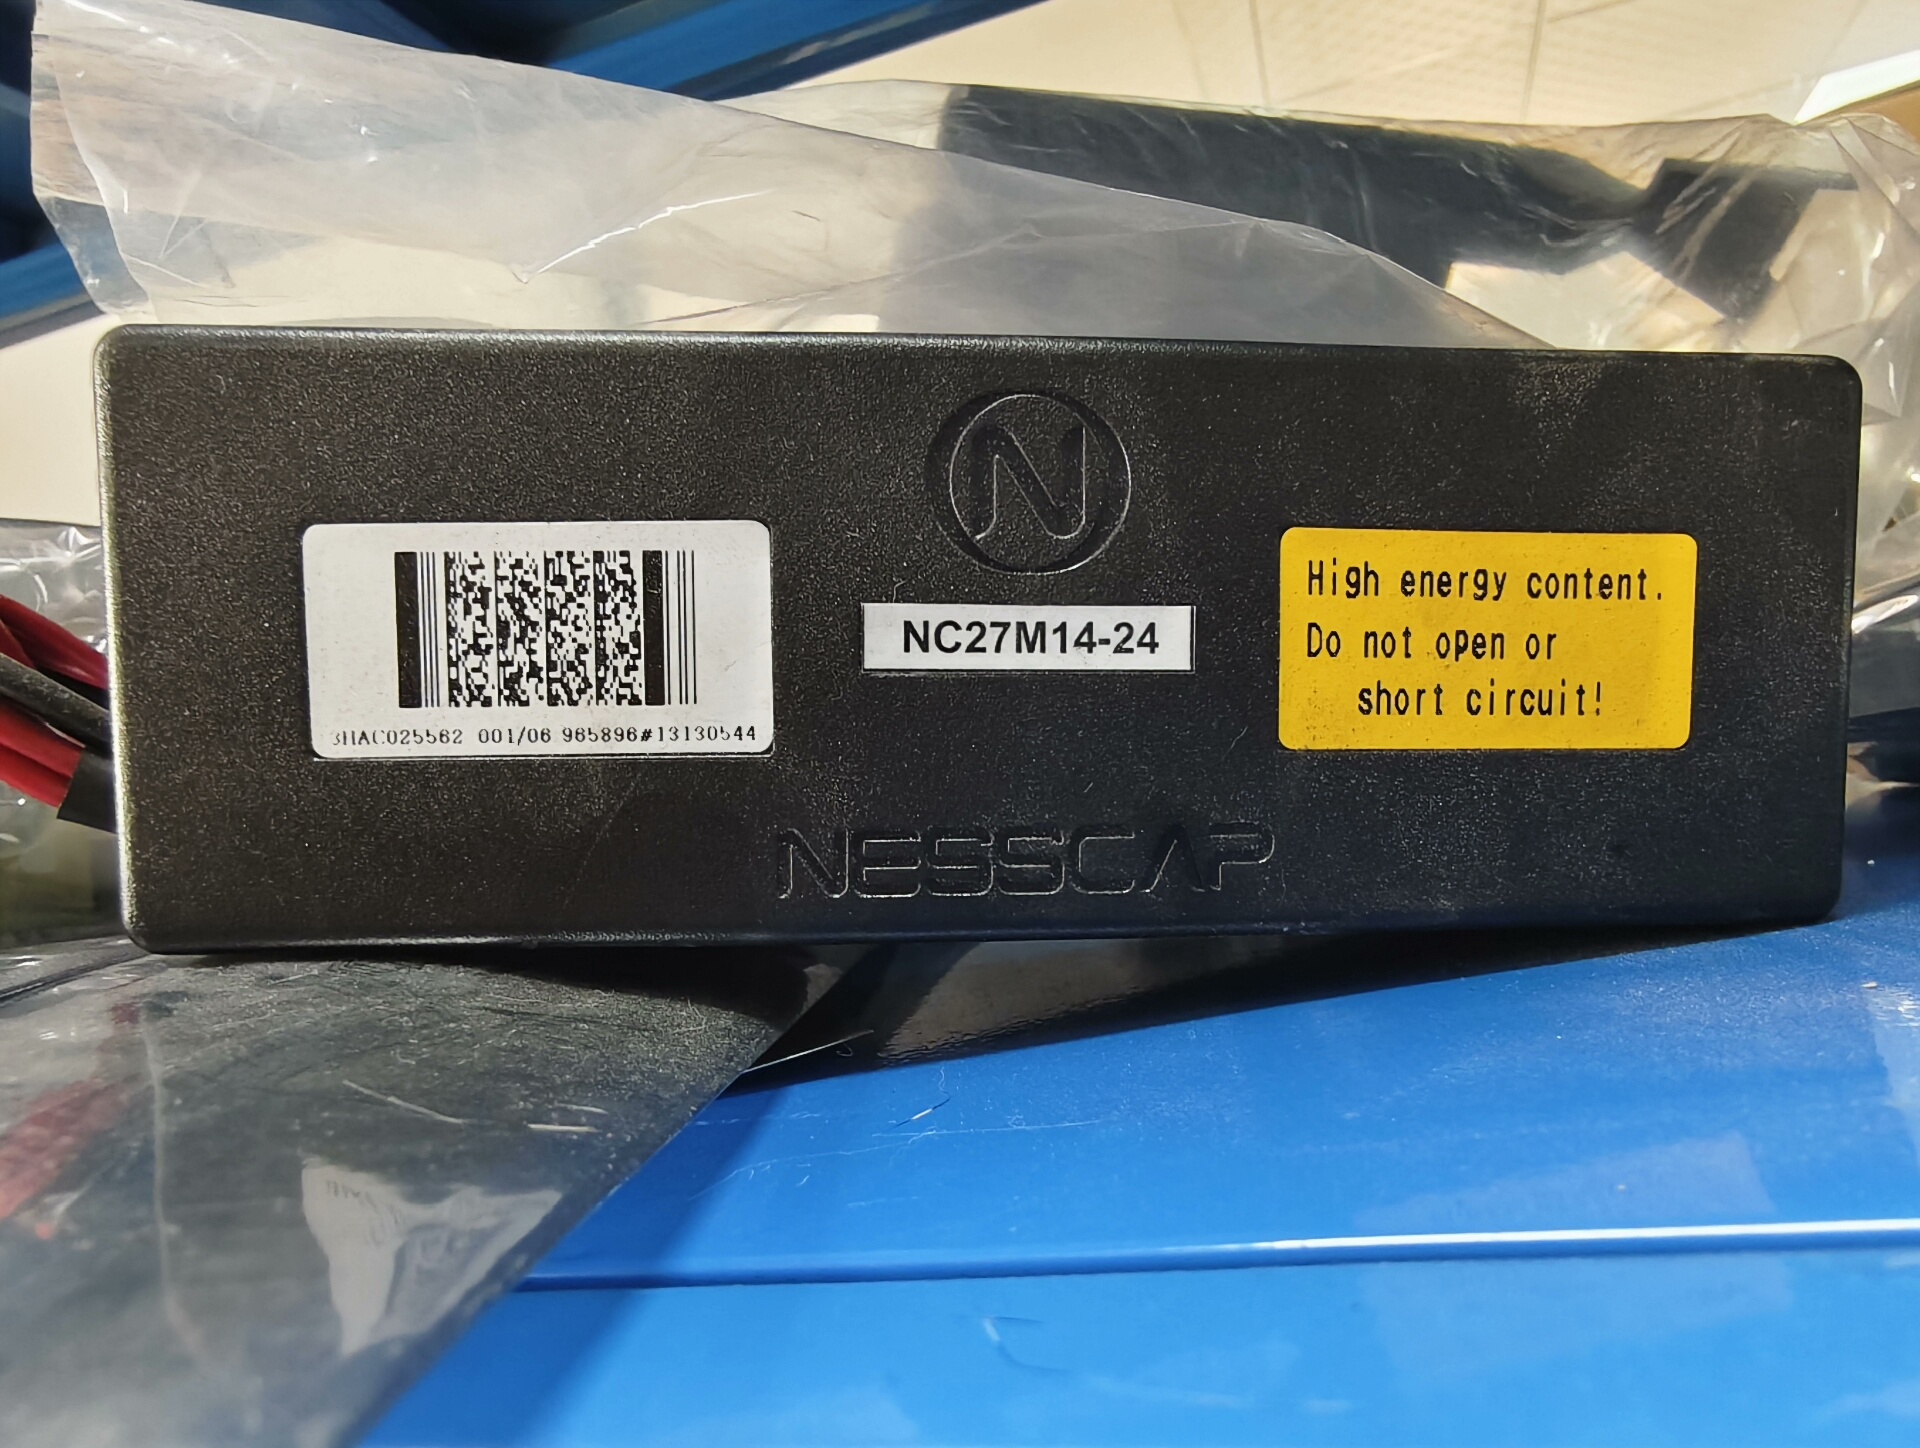 N
NC27M14-24
High energy content.
Do not open or
short circuit!
3HAC025562 001/06 965896#13130544
NESSCAP